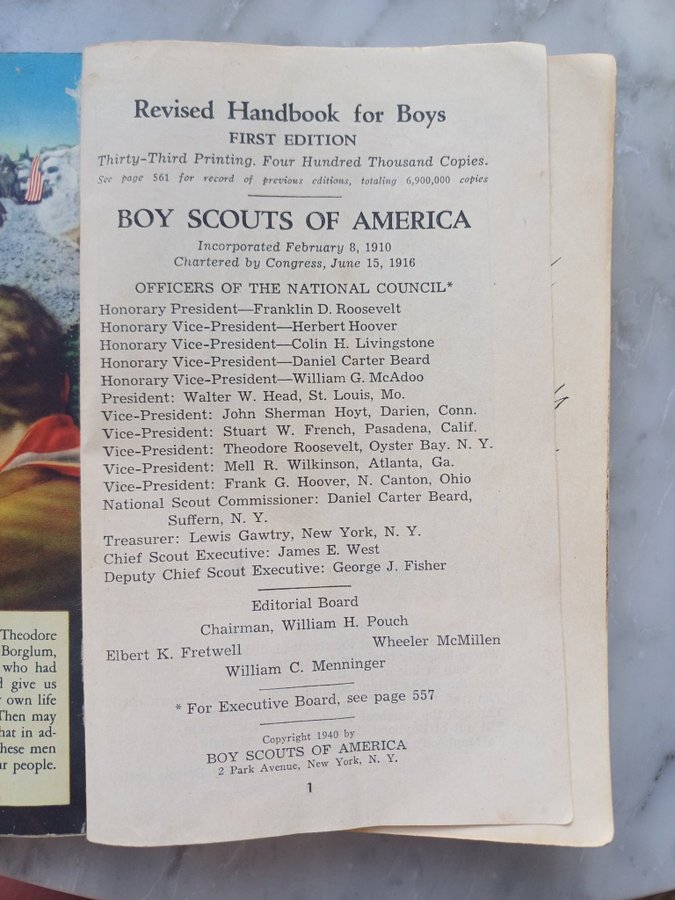 Revised Handbook for Boys
FIRST EDITION
Thirty-Third Printing. Four Hundred Thousand Copies.
See page 561 for record of previous editions, totaling 6,900,000 copies
BOY SCOUTS OF AMERICA
Incorporated February 8, 1910
Chartered by Congress, June 15, 1916
OFFICERS OF THE NATIONAL COUNCIL*
Honorary President—Franklin D. Roosevelt
Honorary Vice-President—Herbert Hoover
Honorary Vice-President—Colin H. Livingstone
Honorary Vice-President—Daniel Carter Beard
Honorary Vice-President—William G. McAdoo
President: Walter W. Head, St. Louis, Mo.
Vice-President: John Sherman Hoyt, Darien, Conn.
Vice-President: Stuart W. French, Pasadena, Calif.
Vice-President: Theodore Roosevelt, Oyster Bay. N. Y.
Vice-President: Mell R. Wilkinson, Atlanta, Ga.
Vice-President: Frank G. Hoover, N. Canton, Ohio
National Scout Commissioner: Daniel Carter Beard,
Suffern, N. Y.
Treasurer: Lewis Gawtry, New York, N. Y.
Chief Scout Executive: James E. West
Deputy Chief Scout Executive: George J. Fisher
Editorial Board
Chairman, William H. Pouch
Elbert K. Fretwell Wheeler McMillen
William C. Menninger
* For Executive Board, see page 557
Copyright 1940 by
BOY SCOUTS OF AMERICA
2 Park Avenue, New York, N. Y.
1
Theodore
Borglum,
who had
give us
own life
Then may
that in ad-
these men
people.